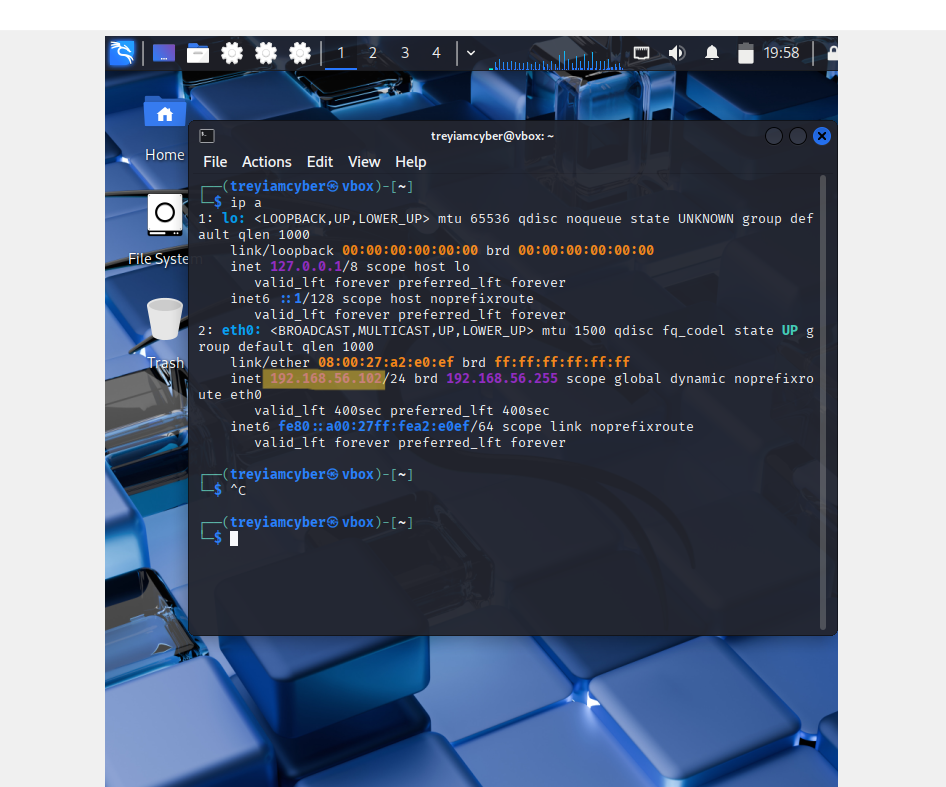 1 2 3 4 19:58
treyiamcyber@vbox: ~
File Actions Edit View Help
Home
File Syste
Trash
┌──(treyiamcyber㉿vbox)-[~]
└─$ ip a
1: lo: <LOOPBACK,UP,LOWER_UP> mtu 65536 qdisc noqueue state UNKNOWN group def
ault qlen 1000
    link/loopback 00:00:00:00:00:00 brd 00:00:00:00:00:00
    inet 127.0.0.1/8 scope host lo
       valid_lft forever preferred_lft forever
    inet6 ::1/128 scope host noprefixroute
       valid_lft forever preferred_lft forever
2: eth0: <BROADCAST,MULTICAST,UP,LOWER_UP> mtu 1500 qdisc fq_codel state UP g
roup default qlen 1000
    link/ether 08:00:27:a2:e0:ef brd ff:ff:ff:ff:ff:ff
    inet 192.168.56.102/24 brd 192.168.56.255 scope global dynamic noprefixro
ute eth0
       valid_lft 400sec preferred_lft 400sec
    inet6 fe80::a00:27ff:fea2:e0ef/64 scope link noprefixroute
       valid_lft forever preferred_lft forever
┌──(treyiamcyber㉿vbox)-[~]
└─$ ^C
┌──(treyiamcyber㉿vbox)-[~]
└─$